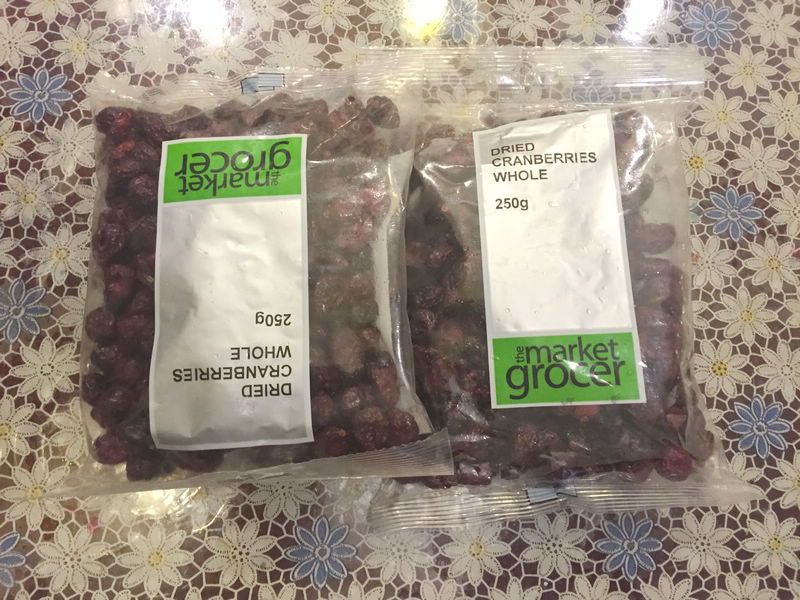 the market
grocer
250g
DRIED
CRANBERRIES
WHOLE
DRIED
CRANBERRIES
WHOLE
250g
the market
grocer